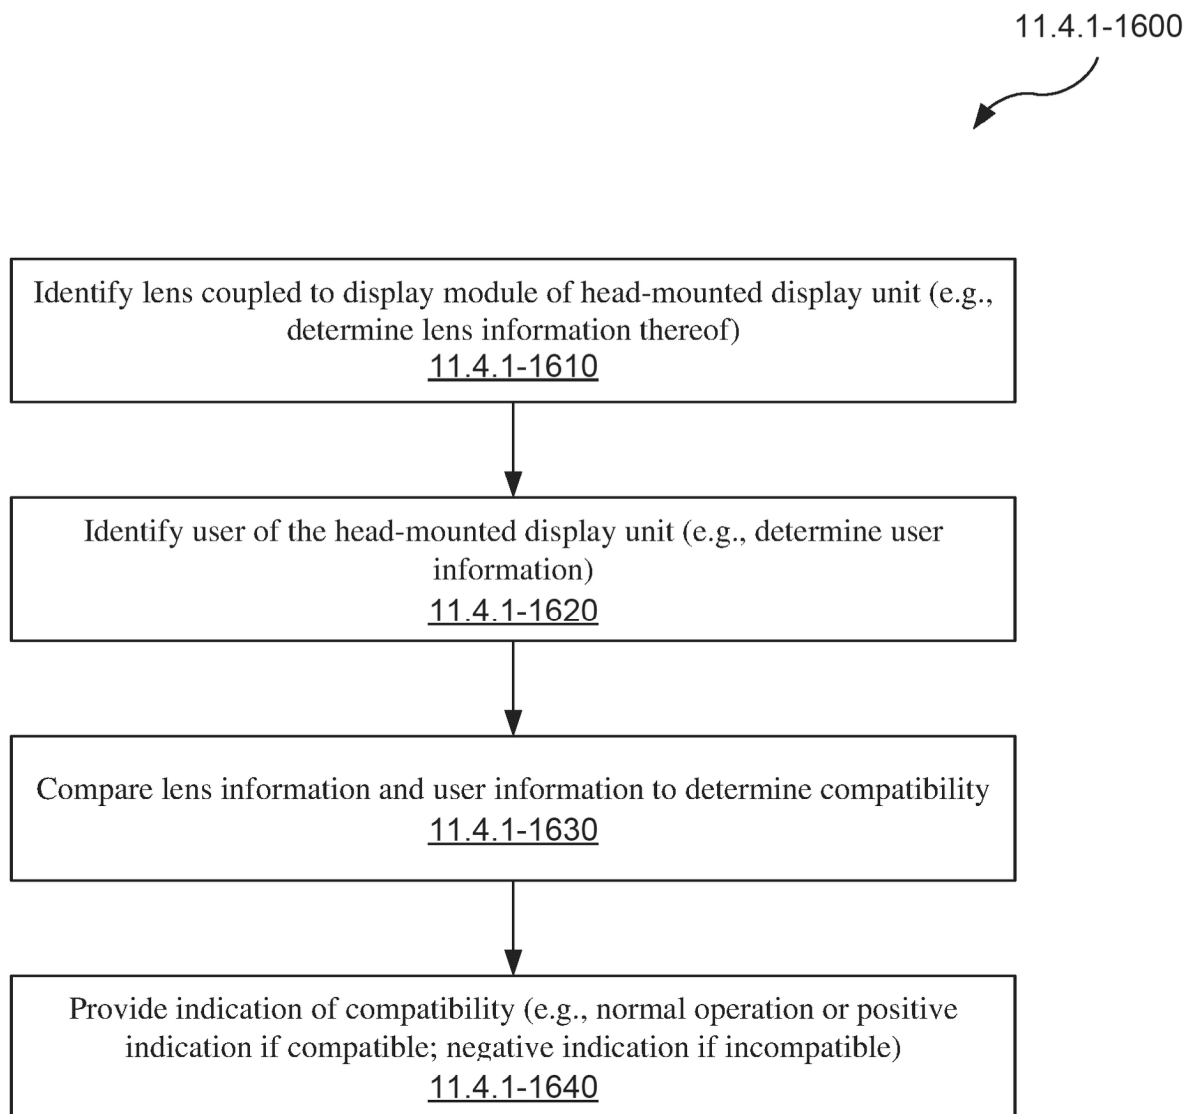 11.4.1-1600
Identify lens coupled to display module of head-mounted display unit (e.g.,
determine lens information thereof)
11.4.1-1610
Identify user of the head-mounted display unit (e.g., determine user
information)
11.4.1-1620
Compare lens information and user information to determine compatibility
11.4.1-1630
Provide indication of compatibility (e.g., normal operation or positive
indication if compatible; negative indication if incompatible)
11.4.1-1640